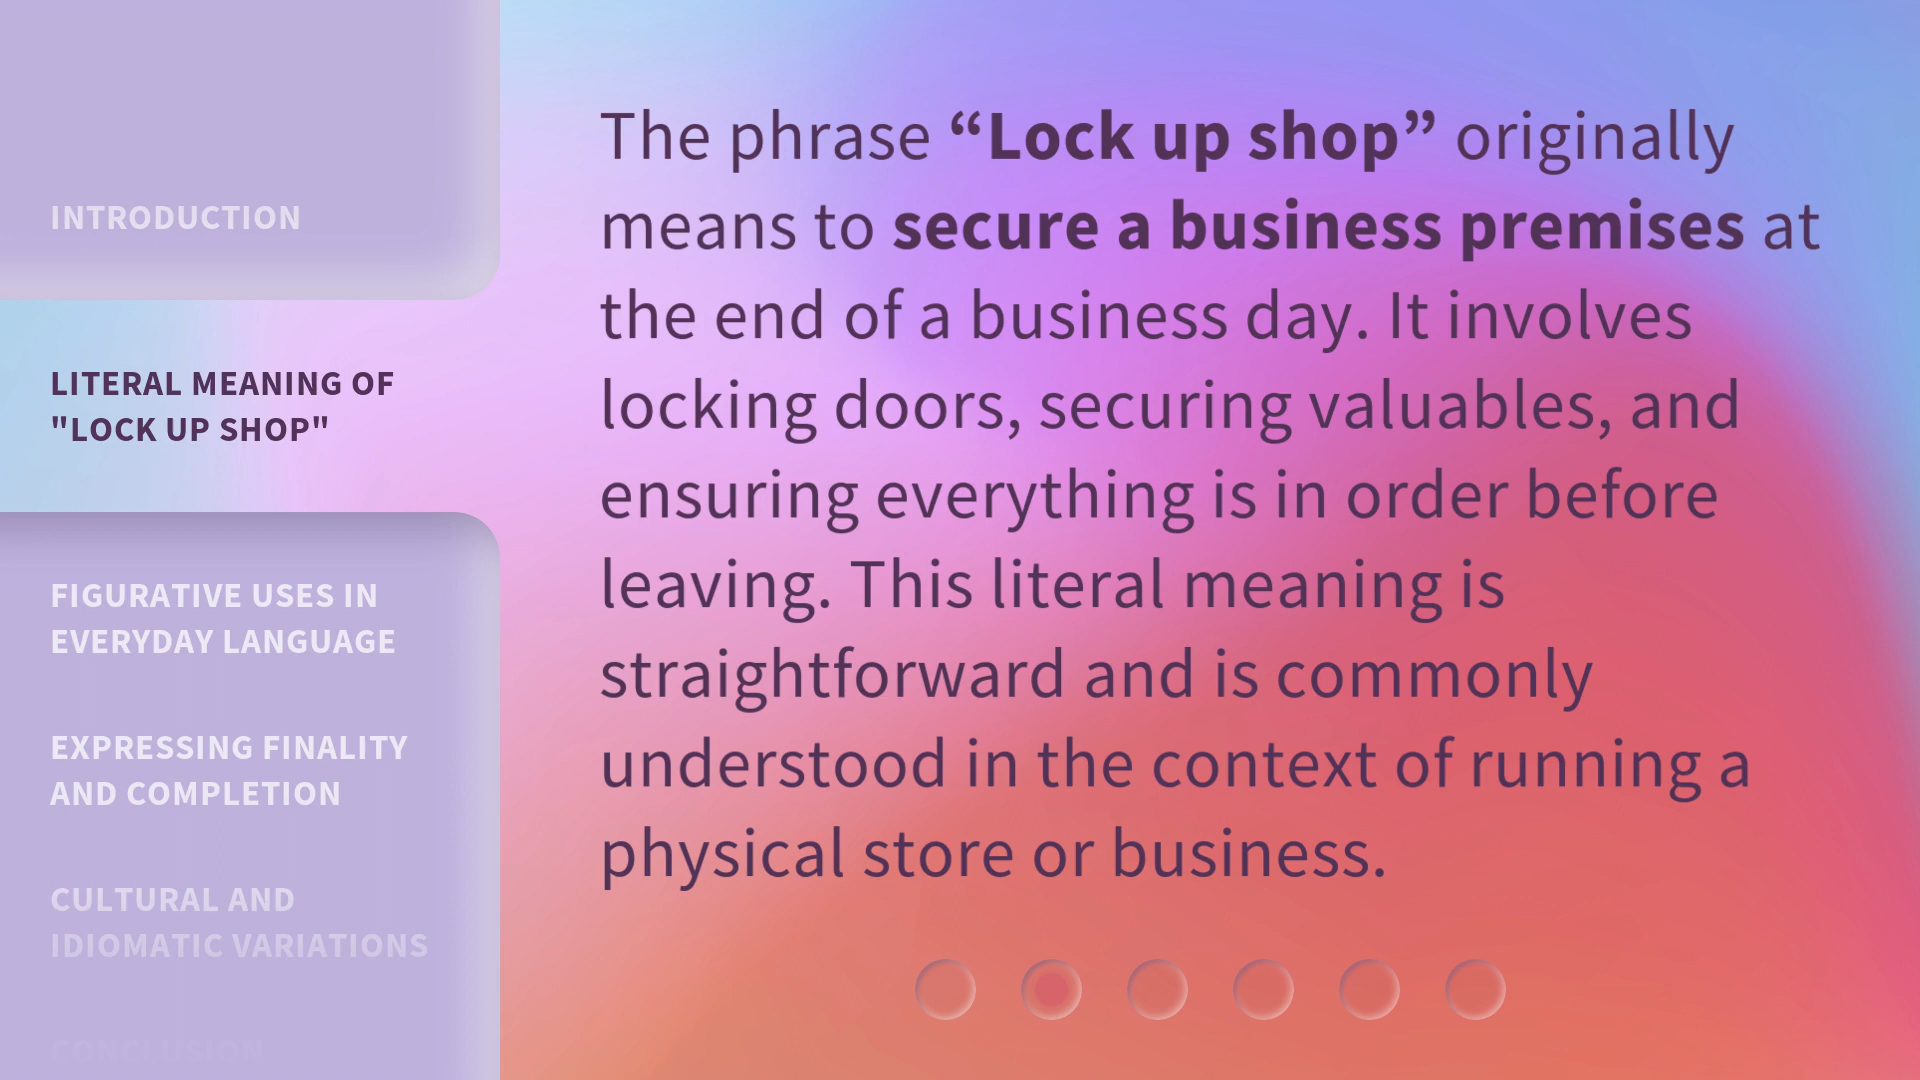 INTRODUCTION
LITERAL MEANING OF
"LOCK UP SHOP"
FIGURATIVE USES IN
EVERYDAY LANGUAGE
EXPRESSING FINALITY
AND COMPLETION
CULTURAL AND
IDIOMATIC VARIATIONS
CONCLUSION
The phrase “Lock up shop” originally
means to secure a business premises at
the end of a business day. It involves
locking doors, securing valuables, and
ensuring everything is in order before
leaving. This literal meaning is
straightforward and is commonly
understood in the context of running a
physical store or business.